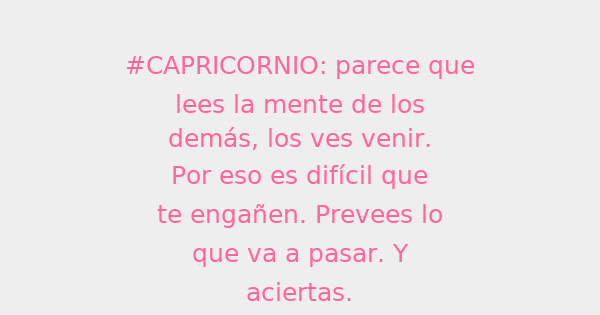 #CAPRICORNIO: parece que
lees la mente de los
demás, los ves venir.
Por eso es difícil que
te engañen. Prevees lo
que va a pasar. Y
aciertas.